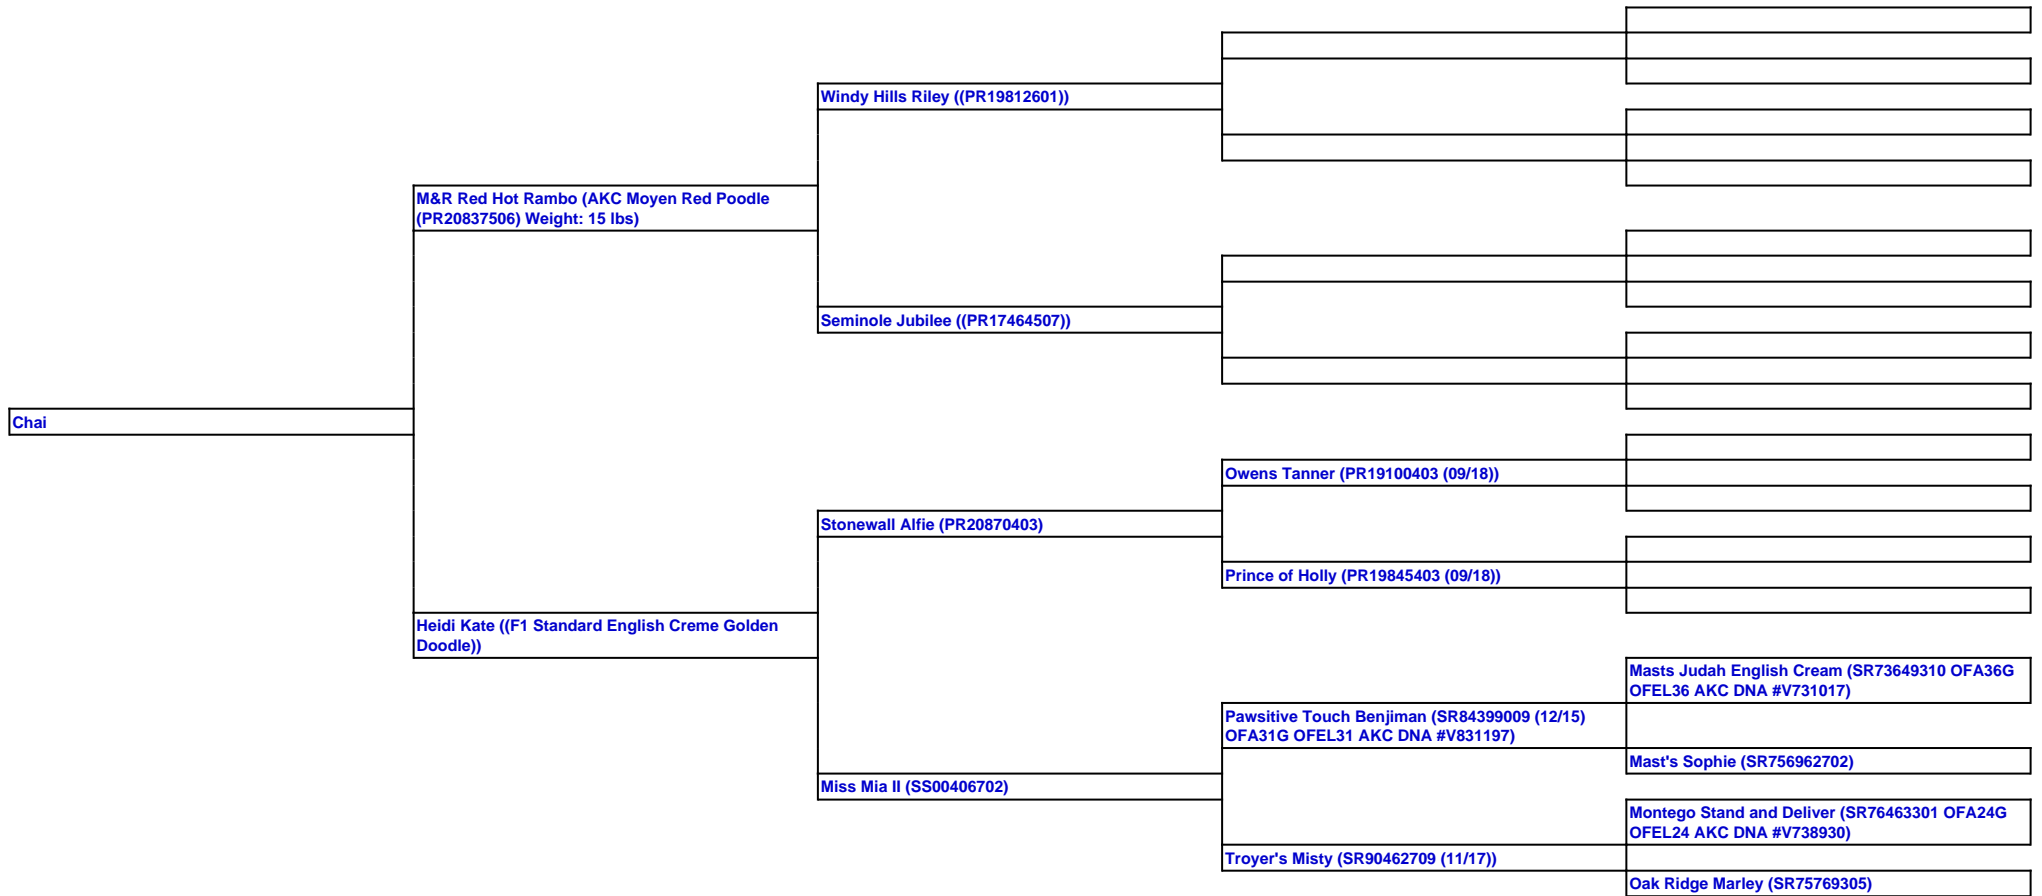 Windy Hills Riley ((PR19812601))
M&R Red Hot Rambo (AKC Moyen Red Poodle
(PR20837506) Weight: 15 lbs)
Seminole Jubilee ((PR17464507))
Chai
Owens Tanner (PR19100403 (09/18))
Stonewall Alfie (PR20870403)
Prince of Holly (PR19845403 (09/18))
Heidi Kate ((F1 Standard English Creme Golden
Doodle))
Masts Judah English Cream (SR73649310 OFA36G
OFEL36 AKC DNA #V731017)
Pawsitive Touch Benjiman (SR84399009 (12/15)
OFA31G OFEL31 AKC DNA #V831197)
Mast's Sophie (SR756962702)
Miss Mia II (SS00406702)
Montego Stand and Deliver (SR76463301 OFA24G
OFEL24 AKC DNA #V738930)
Troyer's Misty (SR90462709 (11/17))
Oak Ridge Marley (SR75769305)